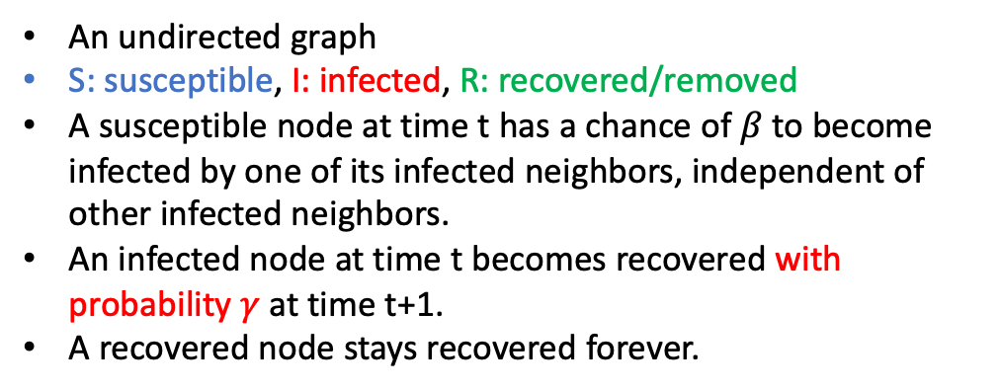 • An undirected graph
• S: susceptible, I: infected, R: recovered/removed
• A susceptible node at time t has a chance of 𝛽 to become
infected by one of its infected neighbors, independent of
other infected neighbors.
• An infected node at time t becomes recovered with
probability 𝛾 at time t+1.
• A recovered node stays recovered forever.